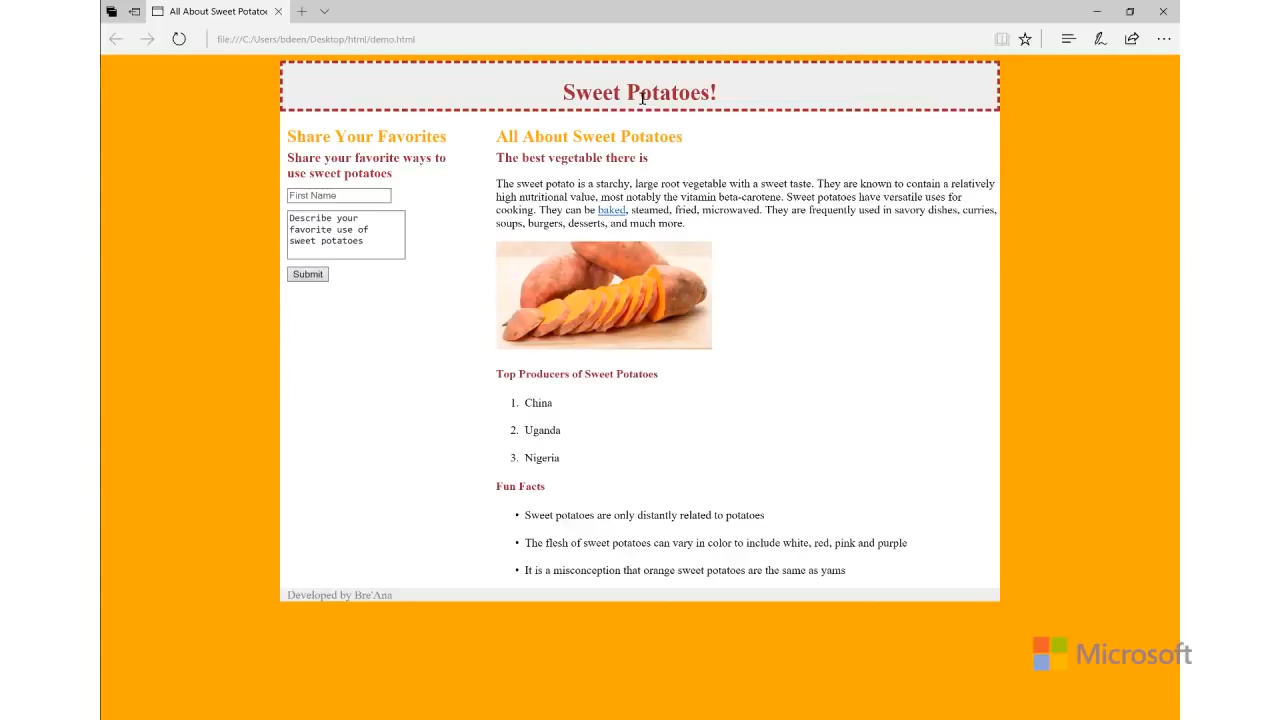 All About Sweet Potatoe
file:///C:/Users/bdeen/Desktop/html/demo.html
Sweet Potatoes!
Share Your Favorites
Share your favorite ways to
use sweet potatoes
First Name
Describe your
favorite use of
sweet potatoes
Submit
All About Sweet Potatoes
The best vegetable there is
The sweet potato is a starchy, large root vegetable with a sweet taste. They are known to contain a relatively
high nutritional value, most notably the vitamin beta-carotene. Sweet potatoes have versatile uses for
cooking. They can be baked, steamed, fried, microwaved. They are frequently used in savory dishes, curries,
soups, burgers, desserts, and much more.
Top Producers of Sweet Potatoes
1. China
2. Uganda
3. Nigeria
Fun Facts
• Sweet potatoes are only distantly related to potatoes
• The flesh of sweet potatoes can vary in color to include white, red, pink and purple
• It is a misconception that orange sweet potatoes are the same as yams
Developed by Bre'Ana
Microsoft